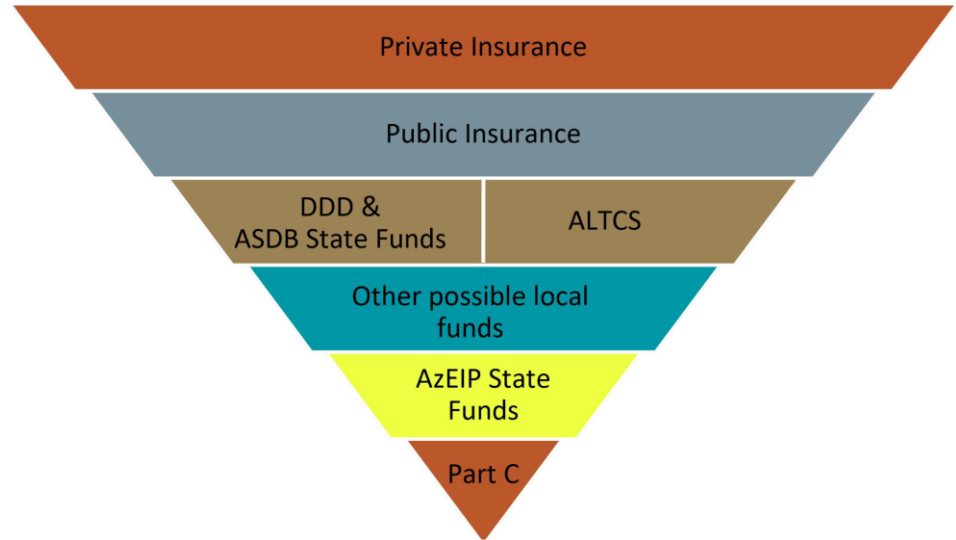 Private Insurance
Public Insurance
DDD &
ASDB State Funds
ALTCS
Other possible local
funds
AzEIP State
Funds
Part C